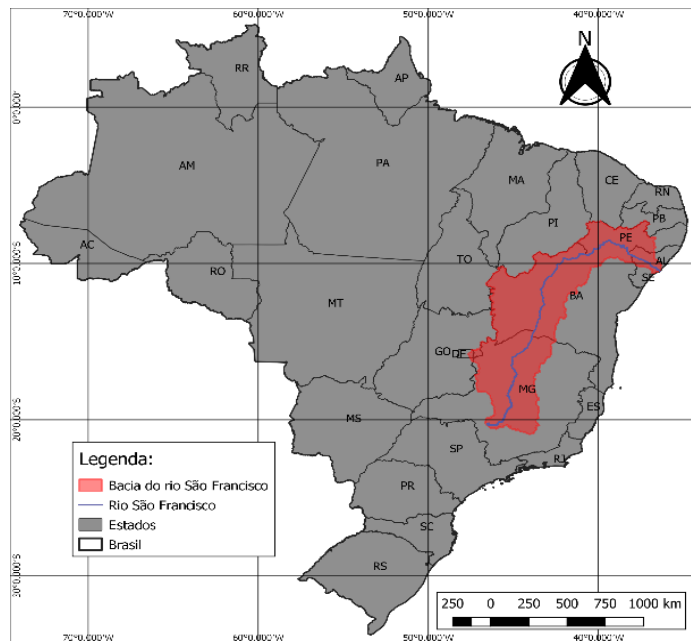 70°0.000'W 60°0.000'W 50°0.000'W 40°0.000'W
N
RR
AP
0°0.000'
AM
PA
MA
CE
RN
PB
PI
PE
AC
TO
AL
10°0.000'S
10°0.000'S
RO
SE
BA
MT
GO
DF
MG
ES
20°0.000'S
20°0.000'S
MS
SP
RJ
Legenda:
Bacia do rio São Francisco
Rio São Francisco
Estados
Brasil
PR
SC
RS
250 0 250 500 750 1000 km
70°0.000'W 60°0.000'W 50°0.000'W 40°0.000'W